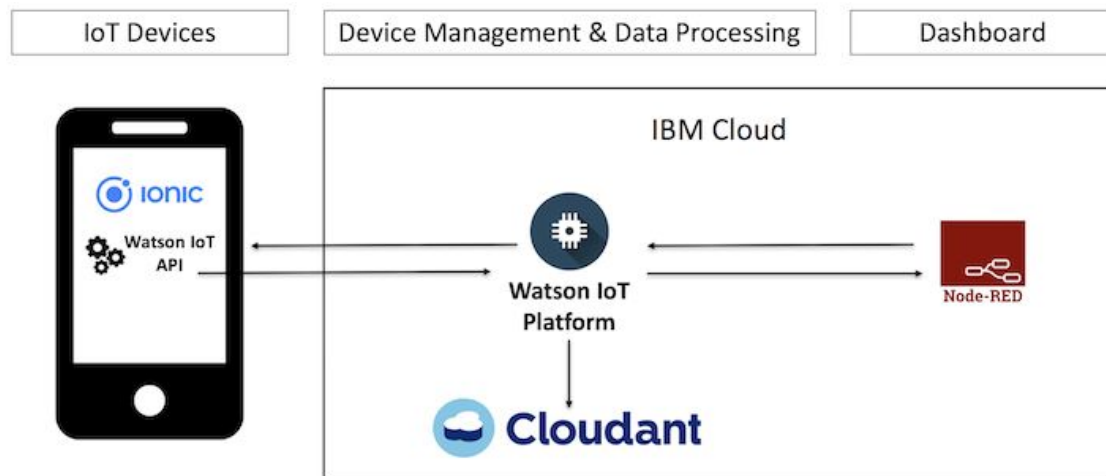 IoT Devices
Device Management & Data Processing
Dashboard
IBM Cloud
IONIC
Watson IoT
API
Watson IoT
Platform
Node-RED
Cloudant